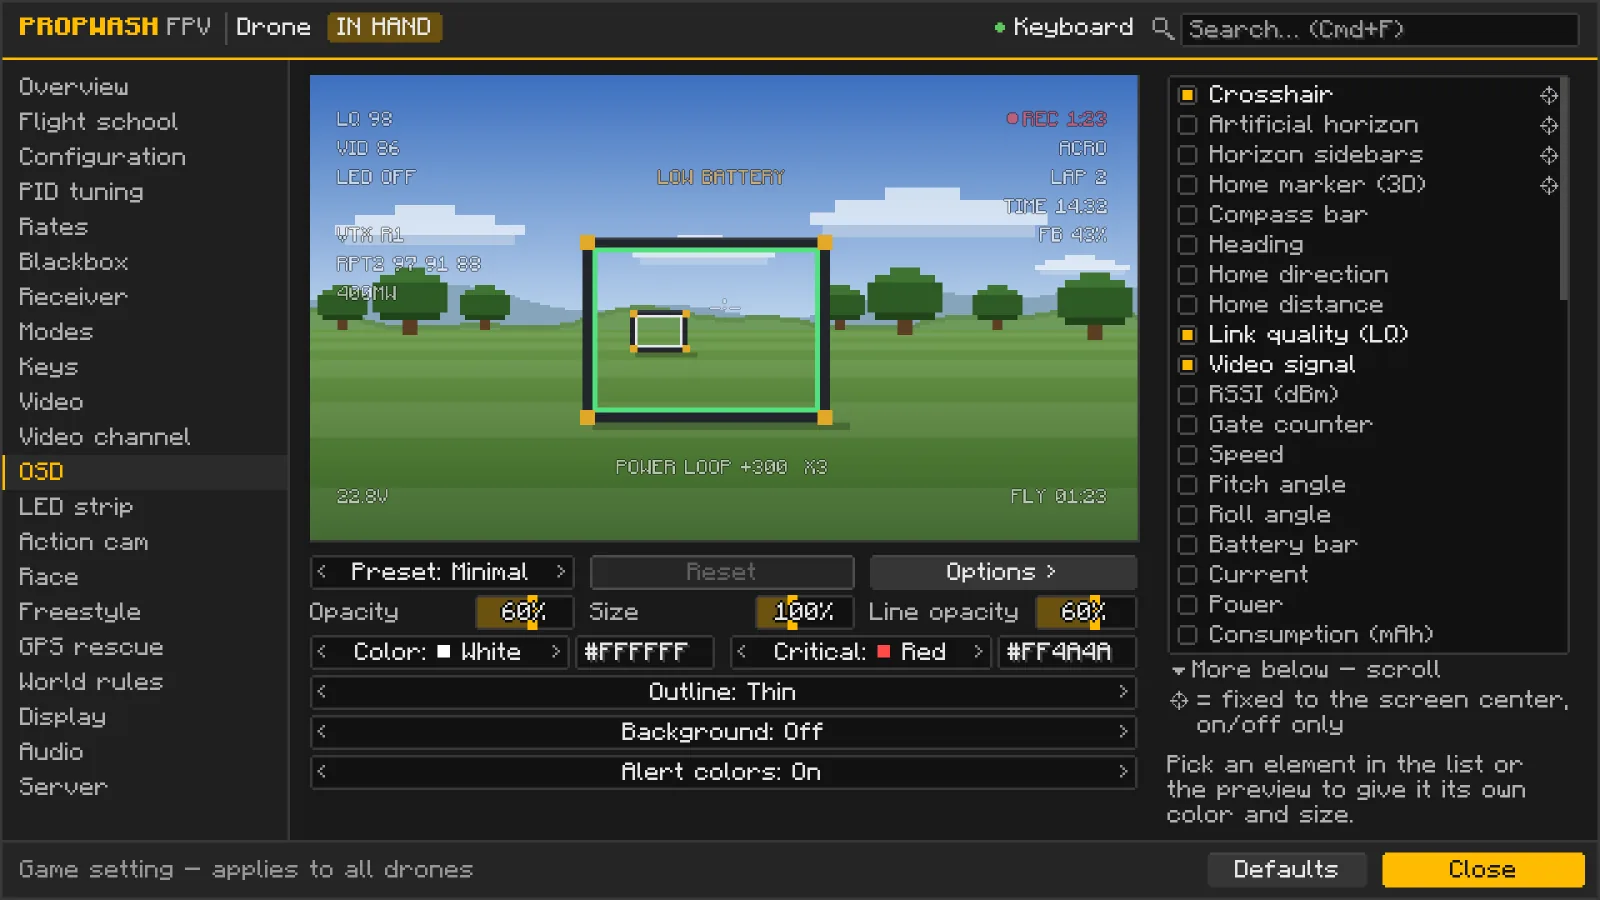 PROPWASH FPV Drone IN HAND
Keyboard
Search... (Cmd+F)
Overview
Flight school
Configuration
PID tuning
Rates
Blackbox
Receiver
Modes
Keys
Video
Video channel
OSD
LED strip
Action cam
Race
Freestyle
GPS rescue
World rules
Display
Audio
Server
LQ 98
VID 86
LED OFF
VTX R1
RPT2 97 91 88
400MW
LOW BATTERY
REC 1:23
ACRO
LAP 2
TIME 14.32
FB 43%
POWER LOOP +300 X3
22.8V
FLY 01:23
< Preset: Minimal >
Reset
Options >
Opacity 60%
Size 100%
Line opacity 60%
< Color: White >
#FFFFFF
< Critical: Red >
#FF4A4A
< Outline: Thin >
< Background: Off >
< Alert colors: On >
Crosshair
Artificial horizon
Horizon sidebars
Home marker (3D)
Compass bar
Heading
Home direction
Home distance
Link quality (LQ)
Video signal
RSSI (dBm)
Gate counter
Speed
Pitch angle
Roll angle
Battery bar
Current
Power
Consumption (mAh)
More below – scroll
= fixed to the screen center,
on/off only
Pick an element in the list or
the preview to give it its own
color and size.
Game setting – applies to all drones
Defaults
Close